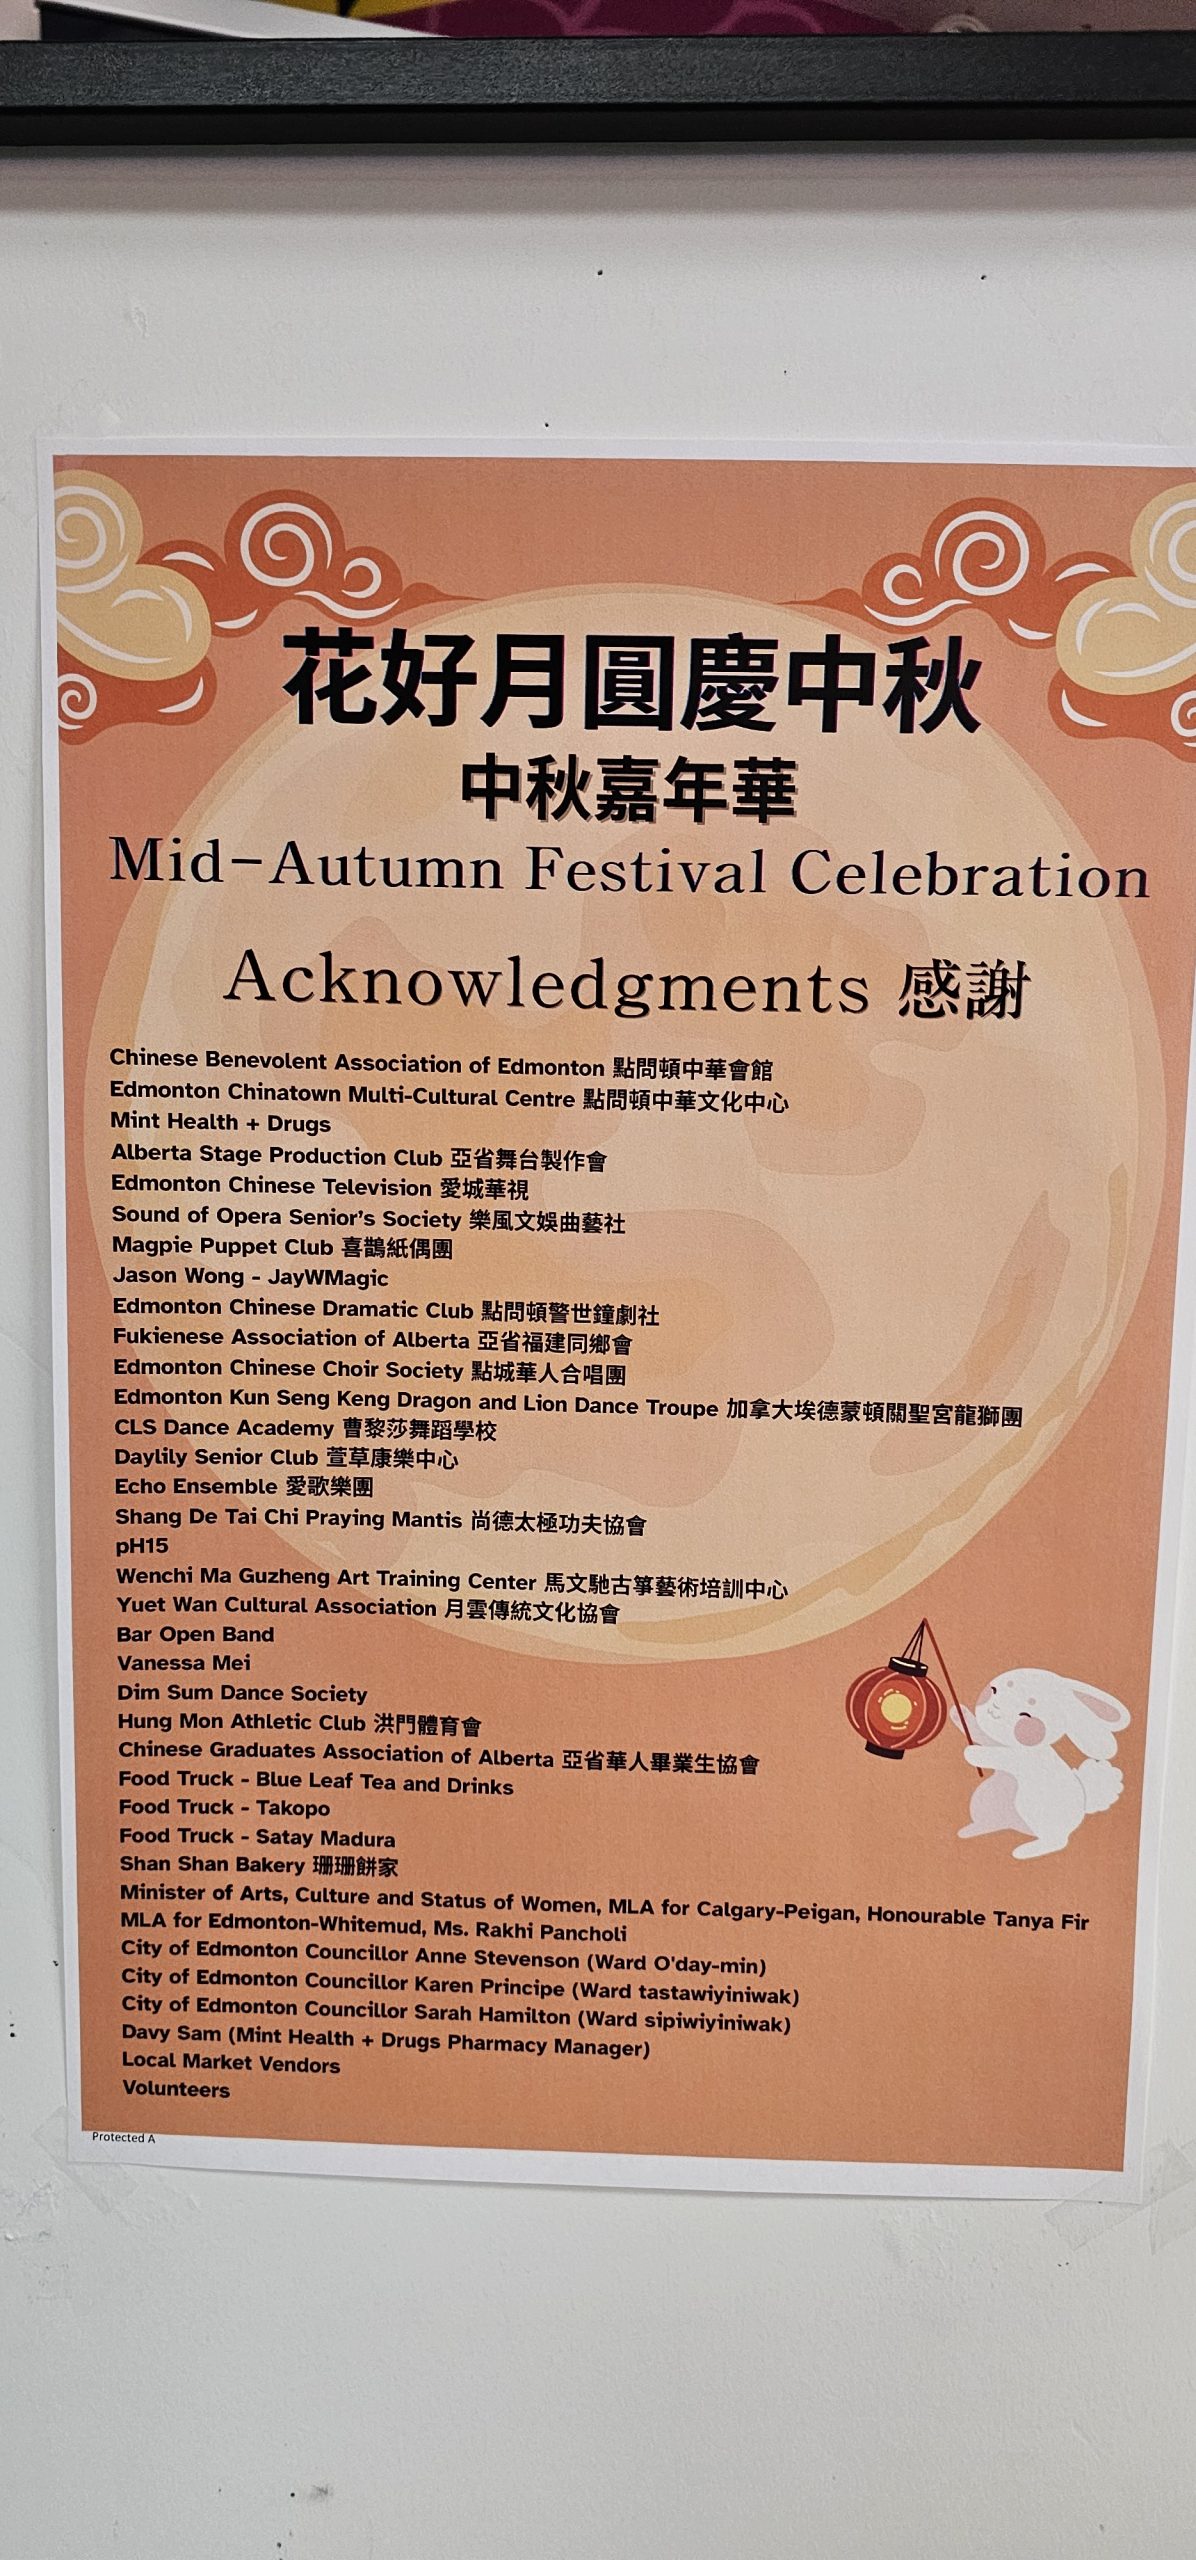 花好月圓慶中秋
中秋嘉年華
Mid-Autumn Festival Celebration
Acknowledgments 感謝
Chinese Benevolent Association of Edmonton 點問頓中華會館
Edmonton Chinatown Multi-Cultural Centre 點問頓中華文化中心
Mint Health + Drugs
Alberta Stage Production Club 亞省舞台製作會
Edmonton Chinese Television 愛城華視
Sound of Opera Senior’s Society 樂風文娛曲藝社
Magpie Puppet Club 喜鵲紙偶團
Jason Wong - JayWMagic
Edmonton Chinese Dramatic Club 點問頓警世鐘劇社
Fukienese Association of Alberta 亞省福建同鄉會
Edmonton Chinese Choir Society 點城華人合唱團
Edmonton Kun Seng Keng Dragon and Lion Dance Troupe 加拿大埃德蒙頓關聖宮龍獅團
CLS Dance Academy 曹黎莎舞蹈學校
Daylily Senior Club 萱草康樂中心
Echo Ensemble 愛歌樂團
Shang De Tai Chi Praying Mantis 尚德太極功夫協會
pH15
Wenchi Ma Guzheng Art Training Center 馬文馳古箏藝術培訓中心
Yuet Wan Cultural Association 月雲傳統文化協會
Bar Open Band
Vanessa Mei
Dim Sum Dance Society
Hung Mon Athletic Club 洪門體育會
Chinese Graduates Association of Alberta 亞省華人畢業生協會
Food Truck - Blue Leaf Tea and Drinks
Food Truck - Takopo
Food Truck - Satay Madura
Shan Shan Bakery 珊珊餅家
Minister of Arts, Culture and Status of Women, MLA for Calgary-Peigan, Honourable Tanya Fir
MLA for Edmonton-Whitemud, Ms. Rakhi Pancholi
City of Edmonton Councillor Anne Stevenson (Ward O'day-min)
City of Edmonton Councillor Karen Principe (Ward tastawiyiniwak)
City of Edmonton Councillor Sarah Hamilton (Ward sipiwiyiniwak)
Davy Sam (Mint Health + Drugs Pharmacy Manager)
Local Market Vendors
Volunteers
Protected A